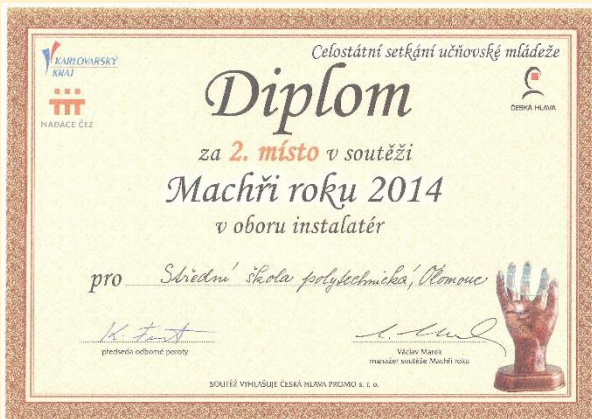 KARLOVARSKÝ
KRAJ
NADACE ČEZ
Celostátní setkání učňovské mládeže
ČESKÁ HLAVA
Diplom
za 2. místo v soutěži
Machři roku 2014
v oboru instalatér
pro Střední škola polytechnická, Olomouc
předseda odborné poroty
Václav Marek
manažer soutěže Machři roku
SOUTĚŽ VYHLAŠUJE ČESKÁ HLAVA PROMO s. r. o.